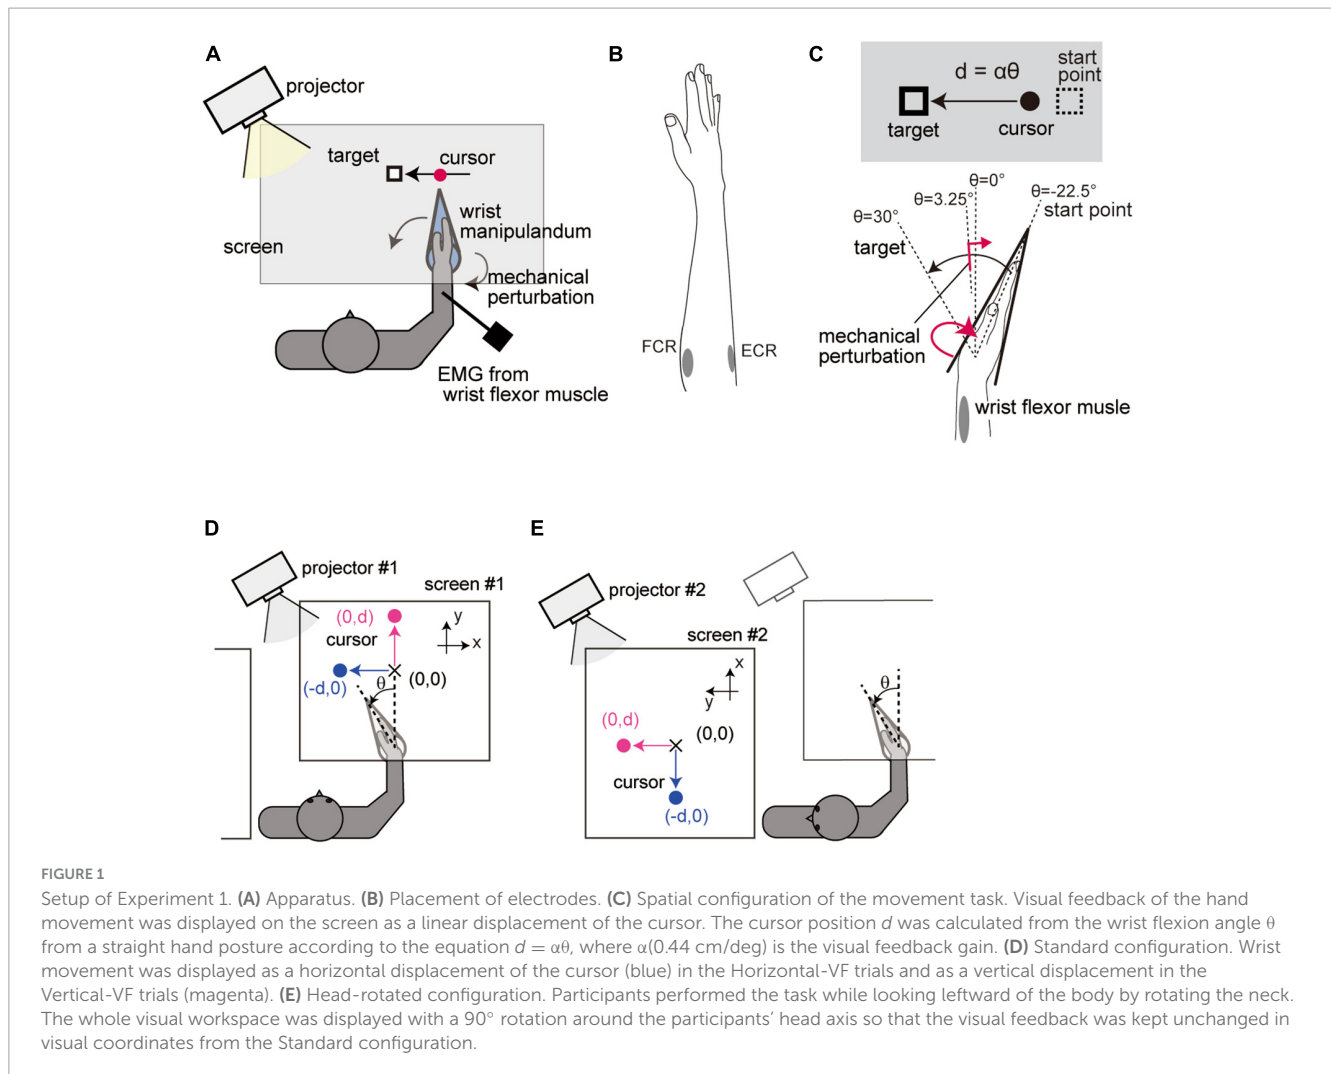 A
projector
target
cursor
wrist
manipulandum
screen
mechanical
perturbation
EMG from
wrist flexor muscle
B
FCR
ECR
C
d = αθ
start
point
target
cursor
θ=0°
θ=3.25°
θ=-22.5°
start point
θ=30°
target
mechanical
perturbation
wrist flexor musle
D
projector #1
screen #1
(0,d)
cursor
y
x
(-d,0)
θ
(0,0)
E
projector #2
screen #2
x
y
(0,d)
(0,0)
cursor
(-d,0)
θ
FIGURE 1
Setup of Experiment 1. (A) Apparatus. (B) Placement of electrodes. (C) Spatial configuration of the movement task. Visual feedback of the hand
movement was displayed on the screen as a linear displacement of the cursor. The cursor position d was calculated from the wrist flexion angle θ
from a straight hand posture according to the equation d = αθ, where α(0.44 cm/deg) is the visual feedback gain. (D) Standard configuration. Wrist
movement was displayed as a horizontal displacement of the cursor (blue) in the Horizontal-VF trials and as a vertical displacement in the
Vertical-VF trials (magenta). (E) Head-rotated configuration. Participants performed the task while looking leftward of the body by rotating the neck.
The whole visual workspace was displayed with a 90° rotation around the participants' head axis so that the visual feedback was kept unchanged in
visual coordinates from the Standard configuration.